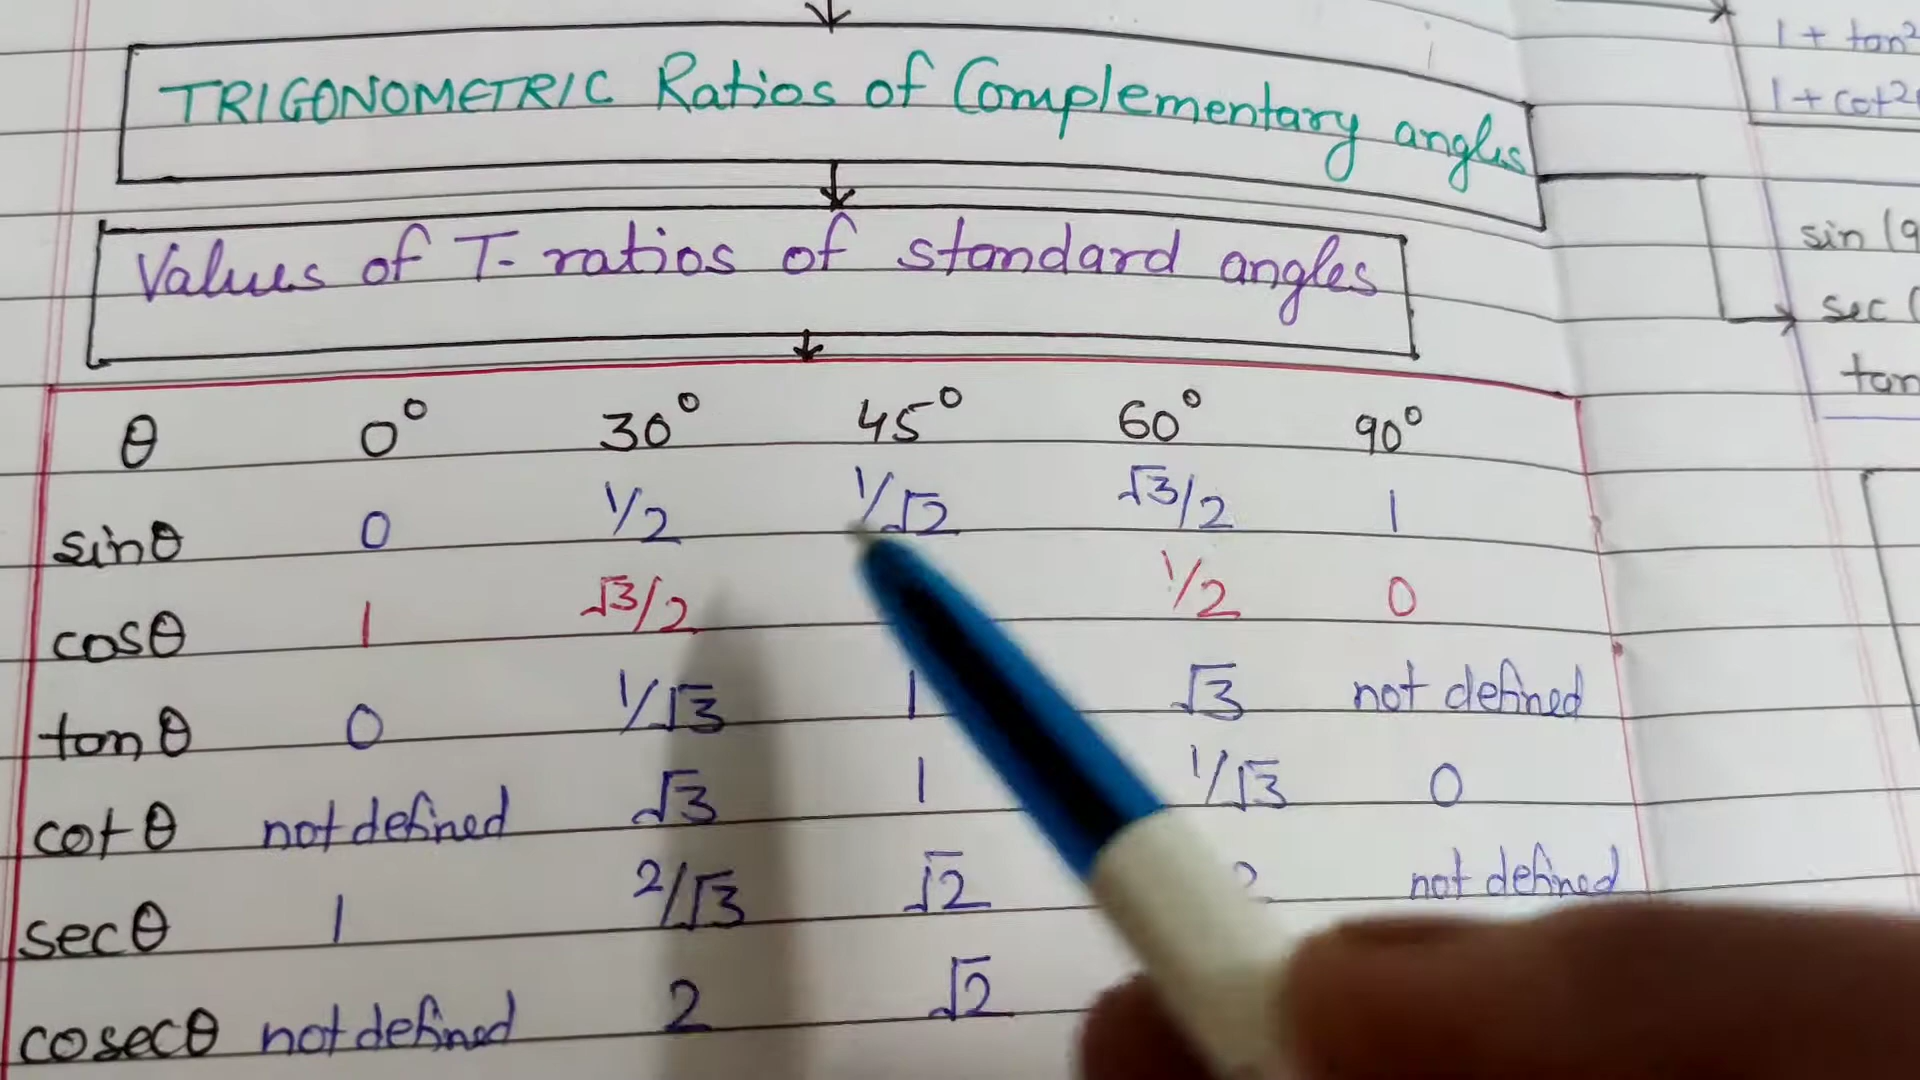 TRIGONOMETRIC Ratios of Complementary angles
Values of T- ratios of standard angles
θ 0° 30° 45° 60° 90°
sinθ 0 1/2 1/√2 √3/2 1
cosθ 1 √3/2 1/2 0
tanθ 0 1/√3 1 √3 not defined
cotθ not defined √3 1 1/√3 0
secθ 1 2/√3 √2 not defined
cosecθ not defined 2 √2
1 + tan²
1 + cot²
sin (9
sec (
tan